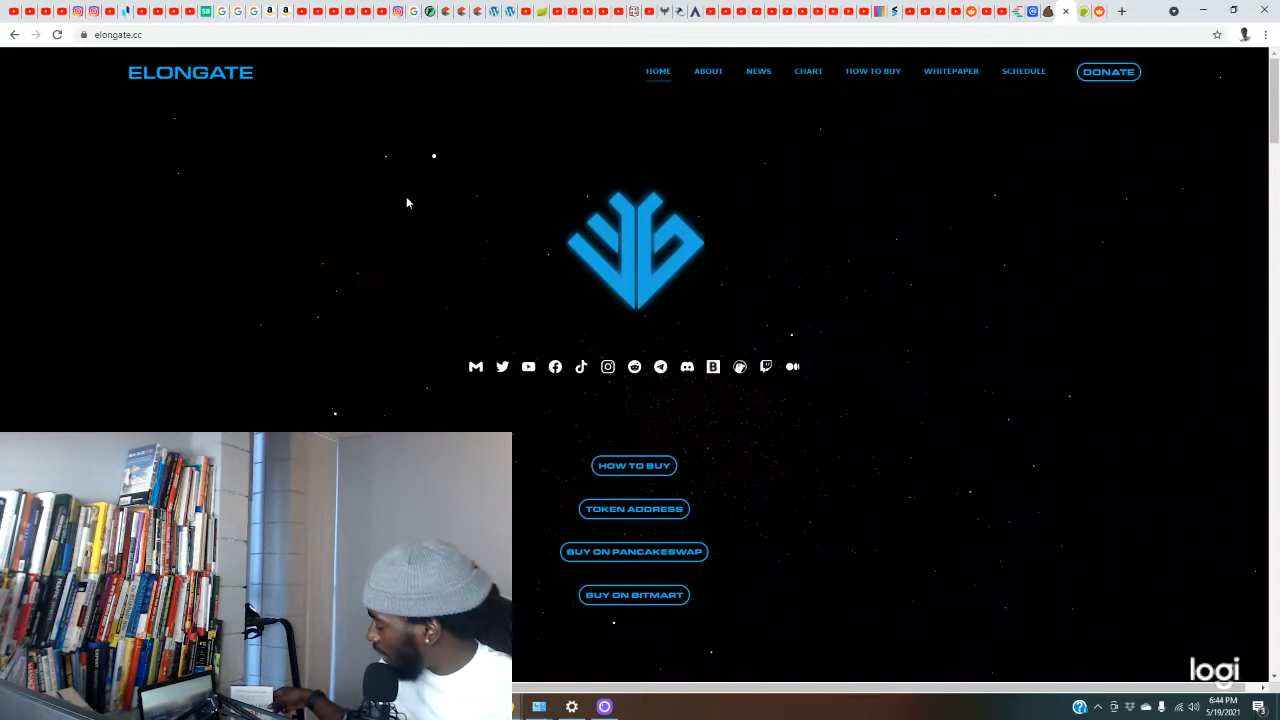 elongate.cc
ELONGATE
HOME ABOUT NEWS CHART HOW TO BUY WHITEPAPER SCHEDULE DONATE
HOW TO BUY
TOKEN ADDRESS
BUY ON PANCAKESWAP
BUY ON BITMART
logi
6:44 PM
5/19/2021